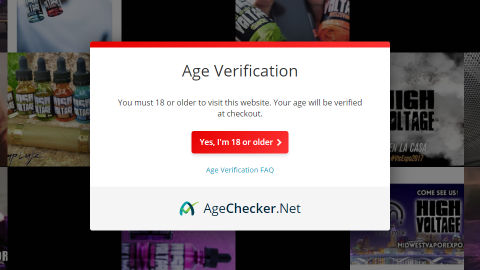 Age Verification
You must 18 or older to visit this website. Your age will be verified
at checkout.
Yes, I'm 18 or older
Age Verification FAQ
AgeChecker.Net
HIGH
VOLTAGE
EN LA CASA
#VlnExpo2017
COME SEE US!
HIGH
VOLTAGE
MIDWESTVAPOREXPO